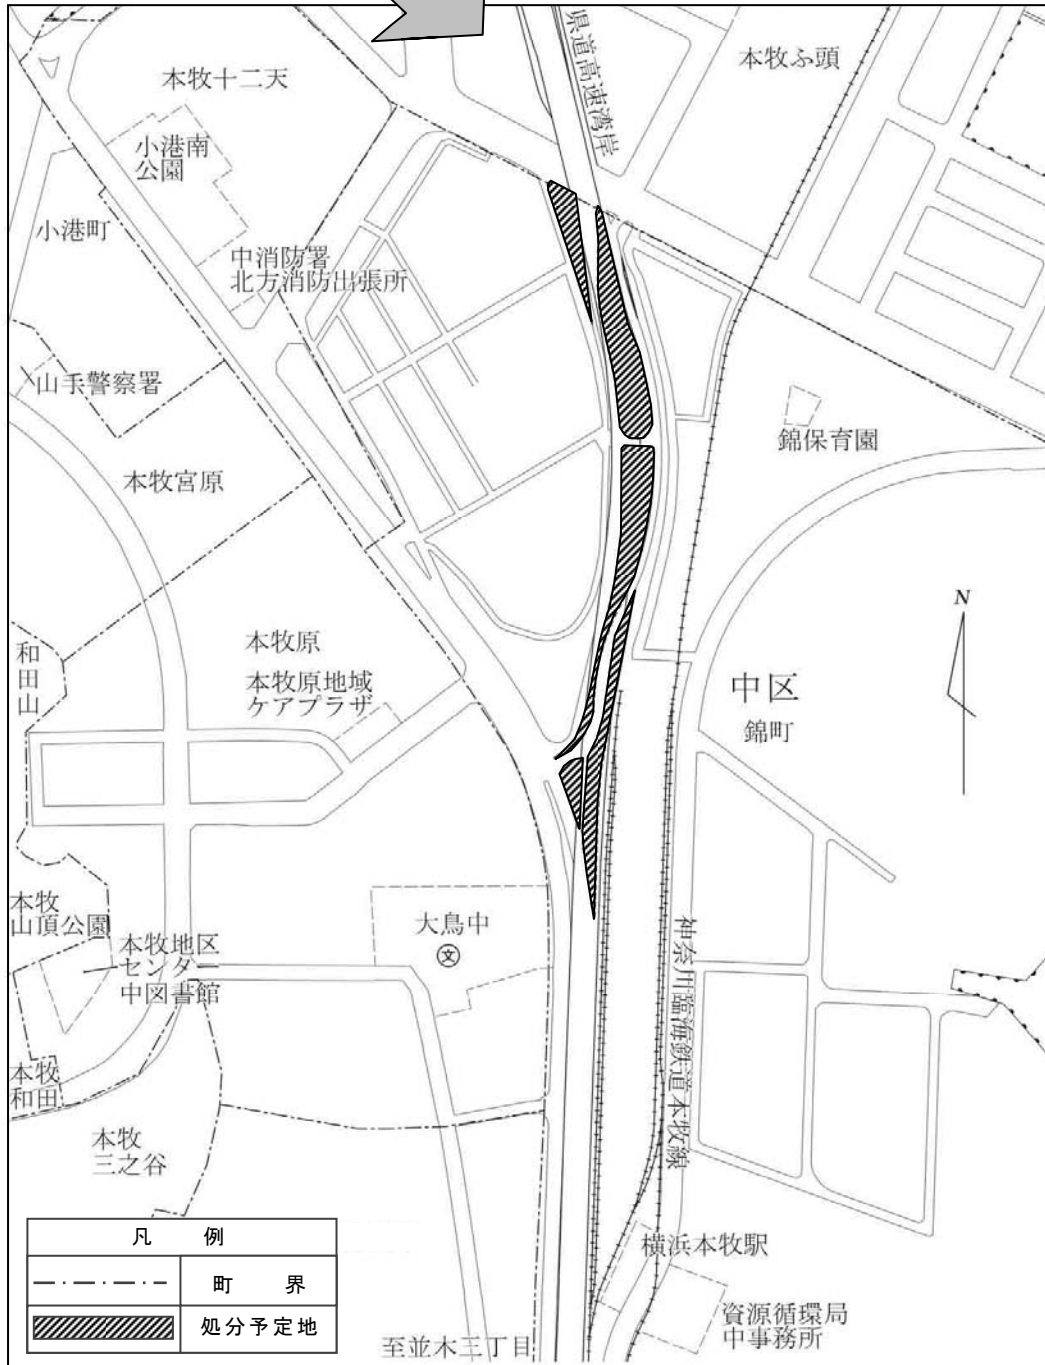 県道高速湾岸
本牧ふ頭
本牧十二天
小港南
公園
小港町
中消防署
北方消防出張所
山手警察署
錦保育園
本牧宮原
N
本牧原
和田山
本牧原地域
ケアプラザ
中区
錦町
本牧
山頂公園
大鳥中
文
本牧地区
センター
中図書館
神奈川臨海鉄道本牧線
本牧
和田
本牧
三之谷
凡 例
町 界
処分予定地
横浜本牧駅
資源循環局
中事務所
至並木三丁目